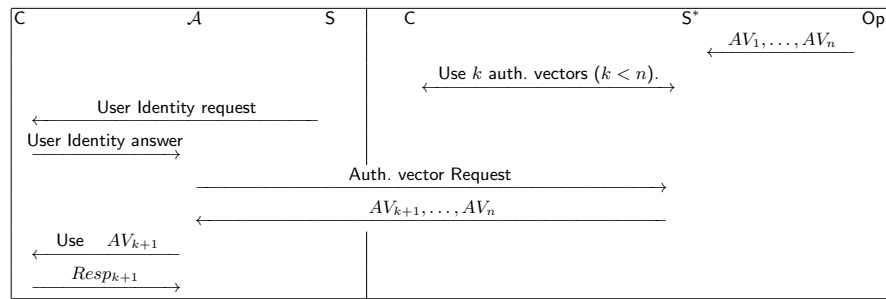 C 𝒜 S C S* Op
AV₁, . . . , AVₙ
Use k auth. vectors (k < n).
User Identity request
User Identity answer
Auth. vector Request
AVₖ₊₁, . . . , AVₙ
Use AVₖ₊₁
Respₖ₊₁